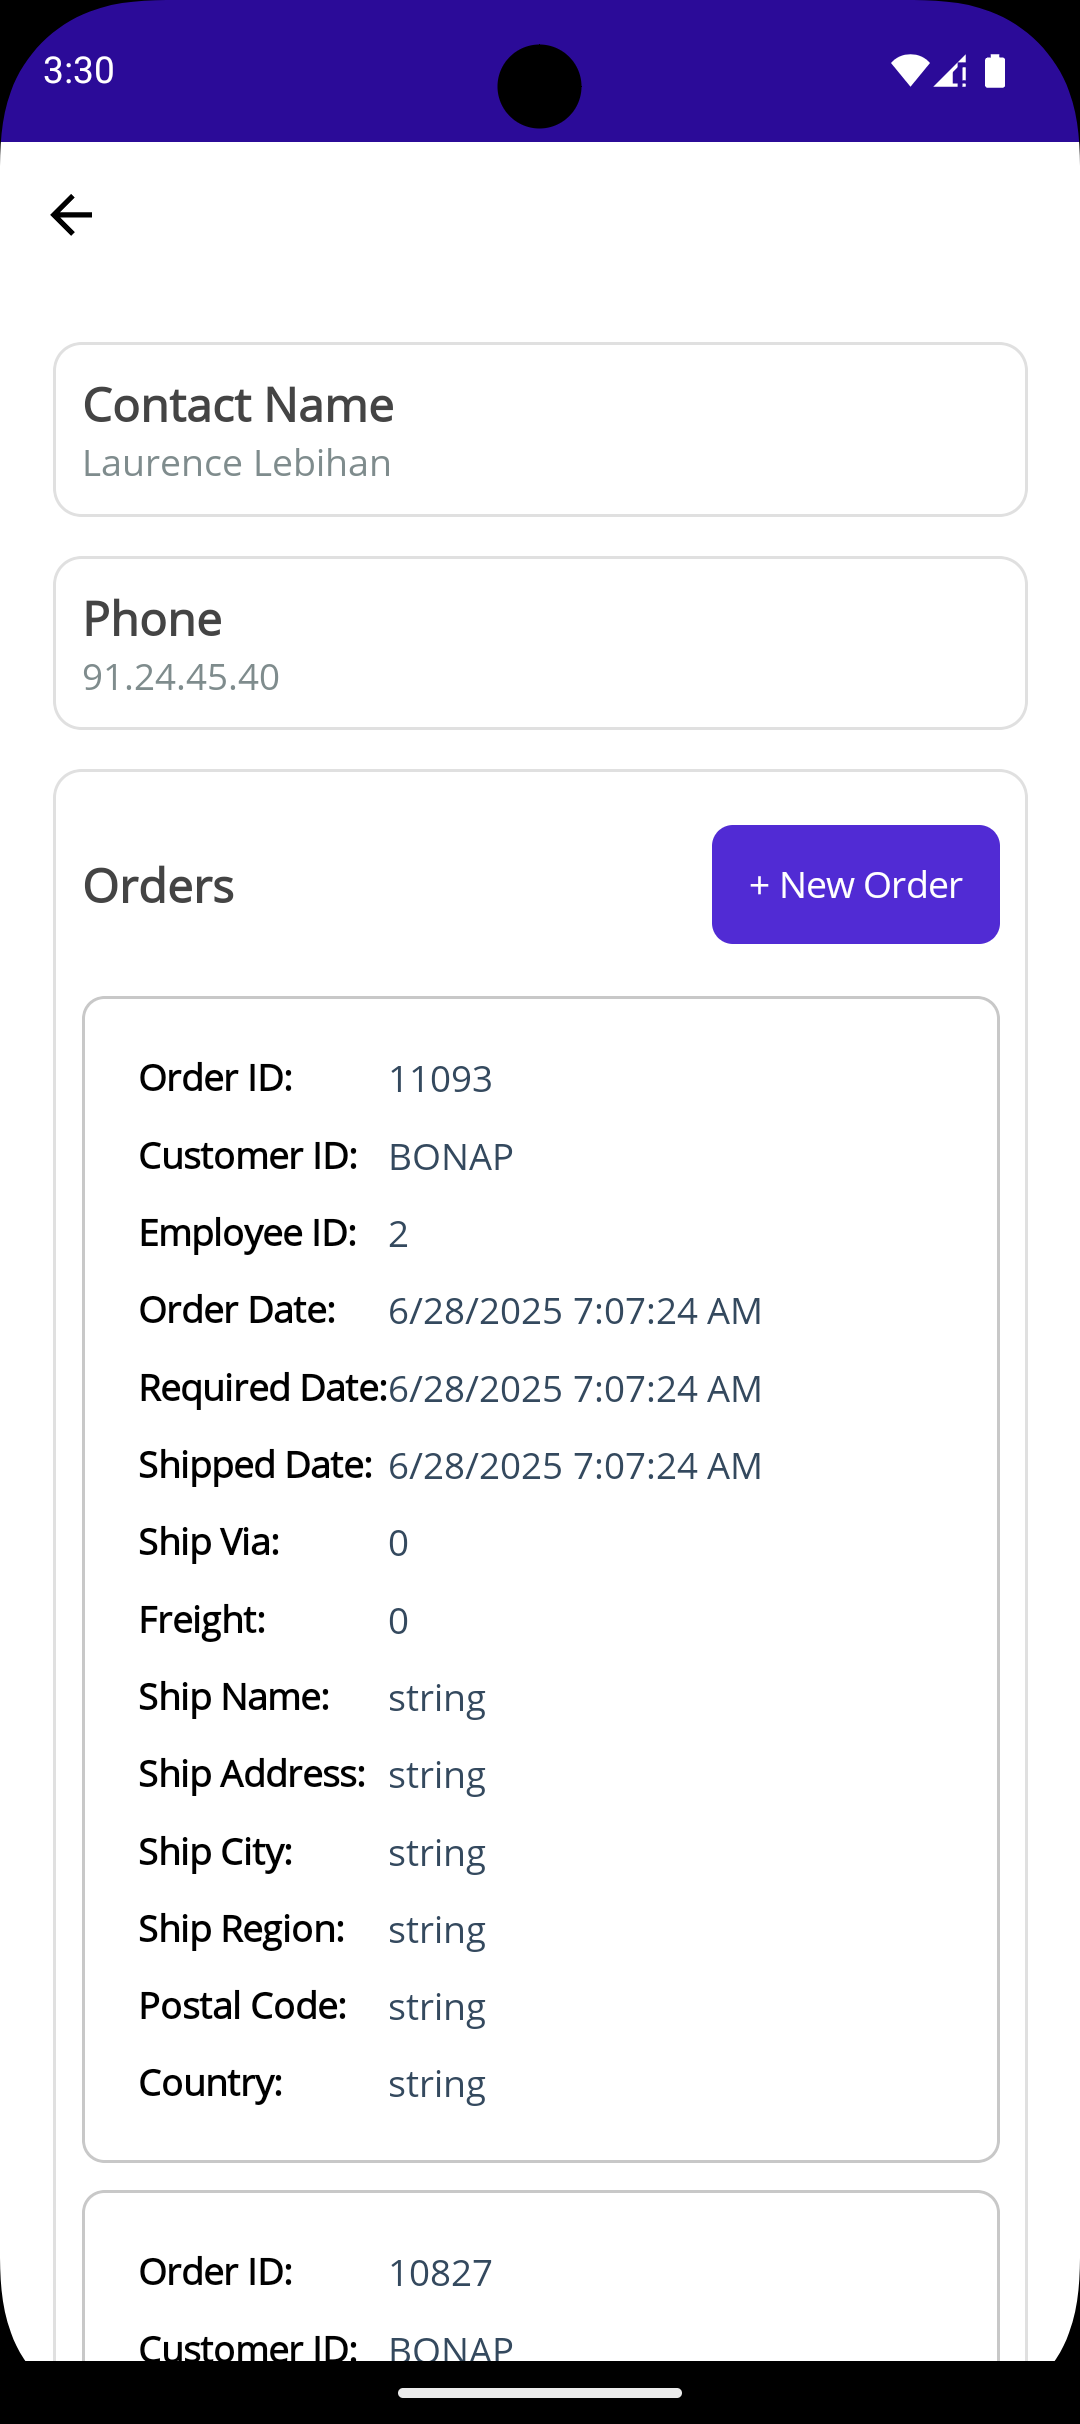 3:30
Contact Name
Laurence Lebihan
Phone
91.24.45.40
Orders
+ New Order
Order ID: 11093
Customer ID: BONAP
Employee ID: 2
Order Date: 6/28/2025 7:07:24 AM
Required Date: 6/28/2025 7:07:24 AM
Shipped Date: 6/28/2025 7:07:24 AM
Ship Via: 0
Freight: 0
Ship Name: string
Ship Address: string
Ship City: string
Ship Region: string
Postal Code: string
Country: string
Order ID: 10827
Customer ID: BONAP